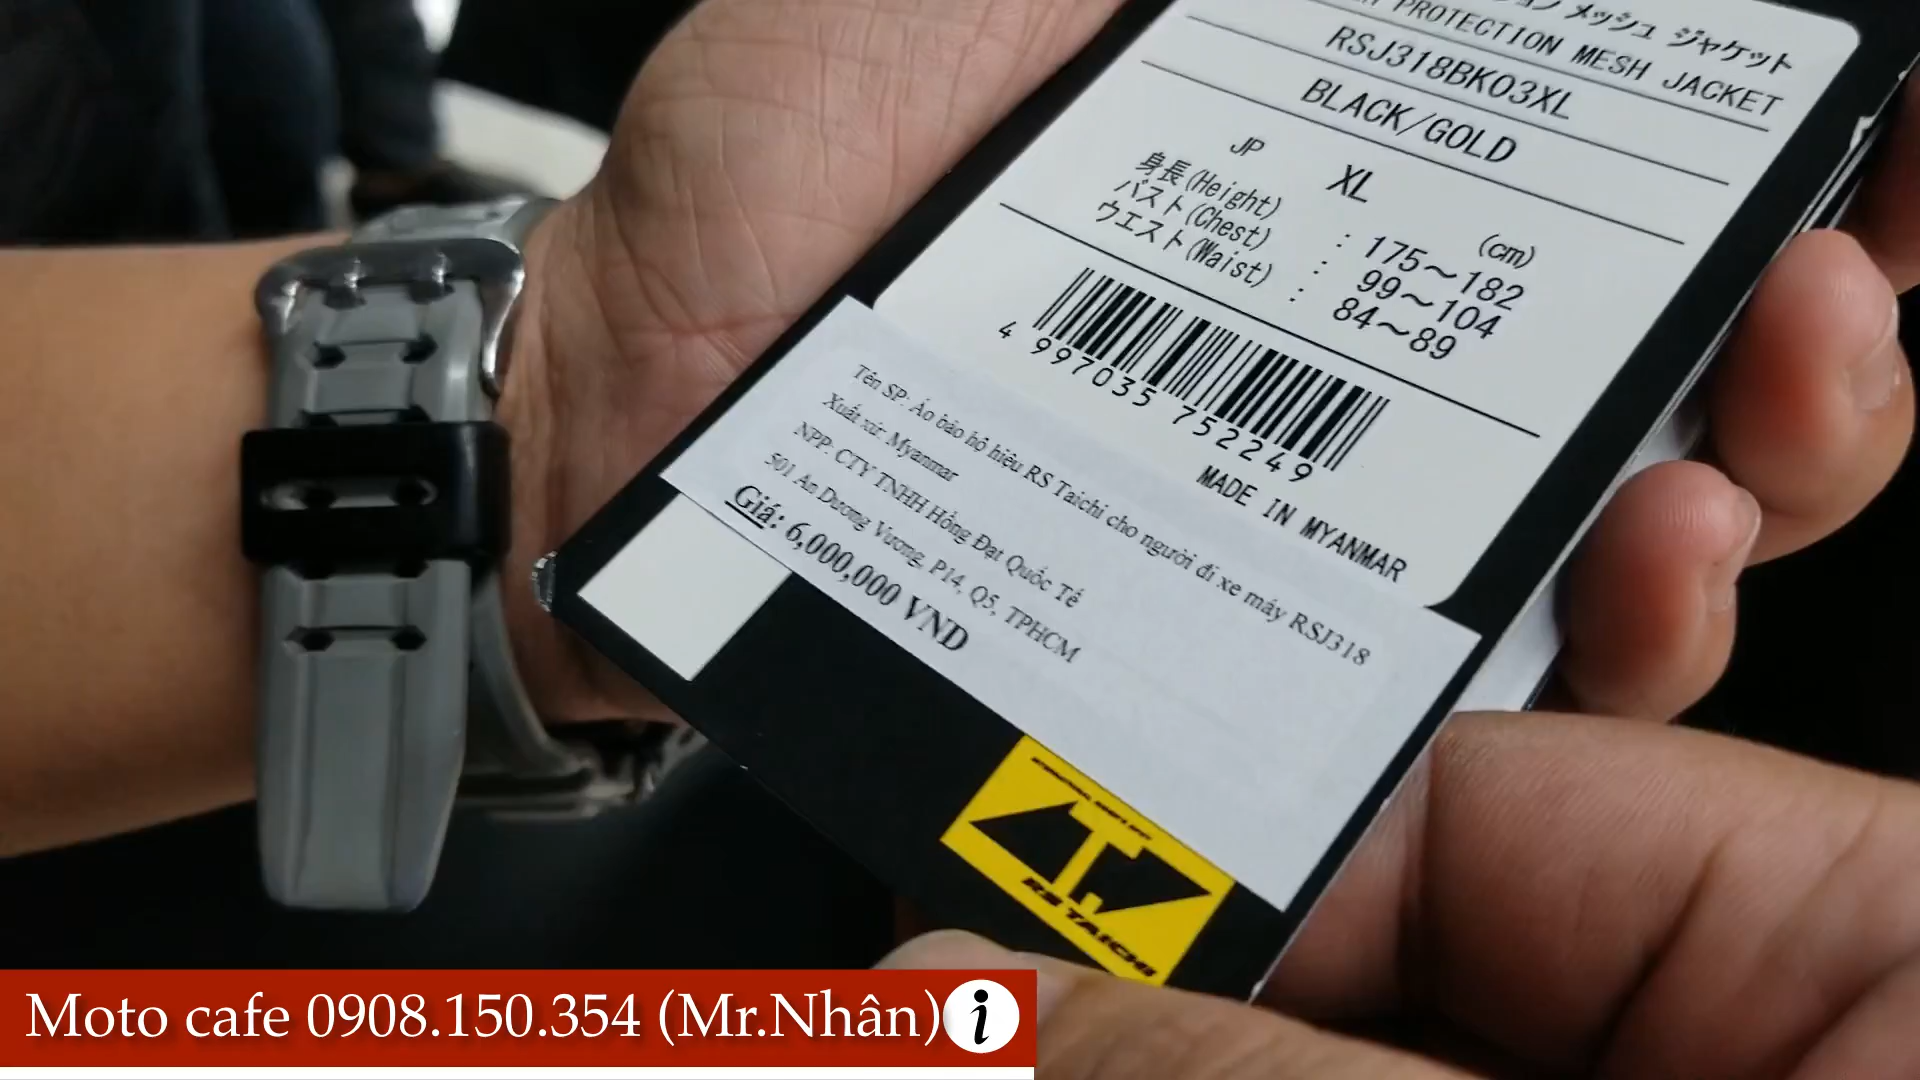 メッシュ ジャケット
PROTECTION MESH JACKET
RSJ318BK03XL
BLACK/GOLD
JP XL
(cm)
身長(Height) : 175～182
バスト(Chest) : 99～104
ウエスト(Waist) : 84～89
4 997035 752249
MADE IN MYANMAR
Tên SP: Áo bảo hộ hiệu RS Taichi cho người đi xe máy RSJ318
Xuất xứ: Myanmar
NPP: CTY TNHH Hồng Đạt Quốc Tế
501 An Dương Vương, P14, Q5, TPHCM
Giá: 6,000,000 VND
RS TAICHI
Moto cafe 0908.150.354 (Mr.Nhân) i